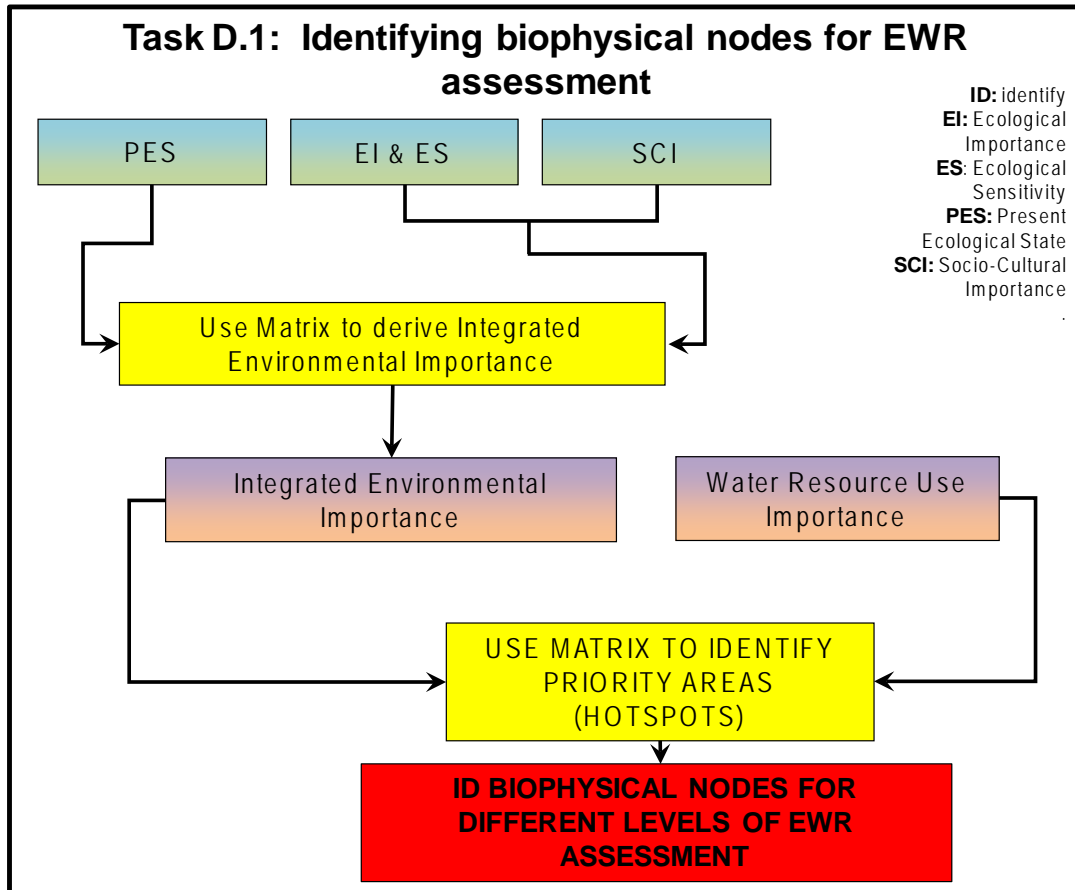 Task D.1: Identifying biophysical nodes for EWR
assessment
ID: identify
EI: Ecological
Importance
ES: Ecological
Sensitivity
PES: Present
Ecological State
SCI: Socio-Cultural
Importance
.
PES
EI & ES
SCI
Use Matrix to derive Integrated
Environmental Importance
Integrated Environmental
Importance
Water Resource Use
Importance
USE MATRIX TO IDENTIFY
PRIORITY AREAS
(HOTSPOTS)
ID BIOPHYSICAL NODES FOR
DIFFERENT LEVELS OF EWR
ASSESSMENT